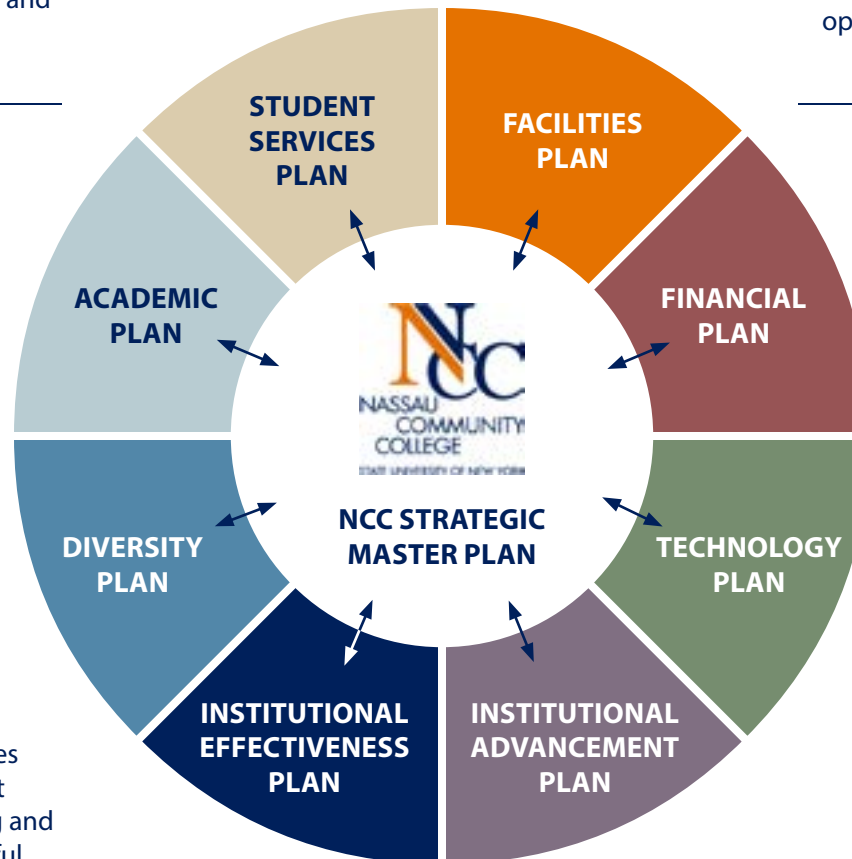 and
op
STUDENT
SERVICES
PLAN
FACILITIES
PLAN
ACADEMIC
PLAN
FINANCIAL
PLAN
NCC
NASSAU
COMMUNITY
COLLEGE
STATE UNIVERSITY OF NEW YORK
NCC STRATEGIC
MASTER PLAN
DIVERSITY
PLAN
TECHNOLOGY
PLAN
INSTITUTIONAL
EFFECTIVENESS
PLAN
INSTITUTIONAL
ADVANCEMENT
PLAN
es
t
g and
ful